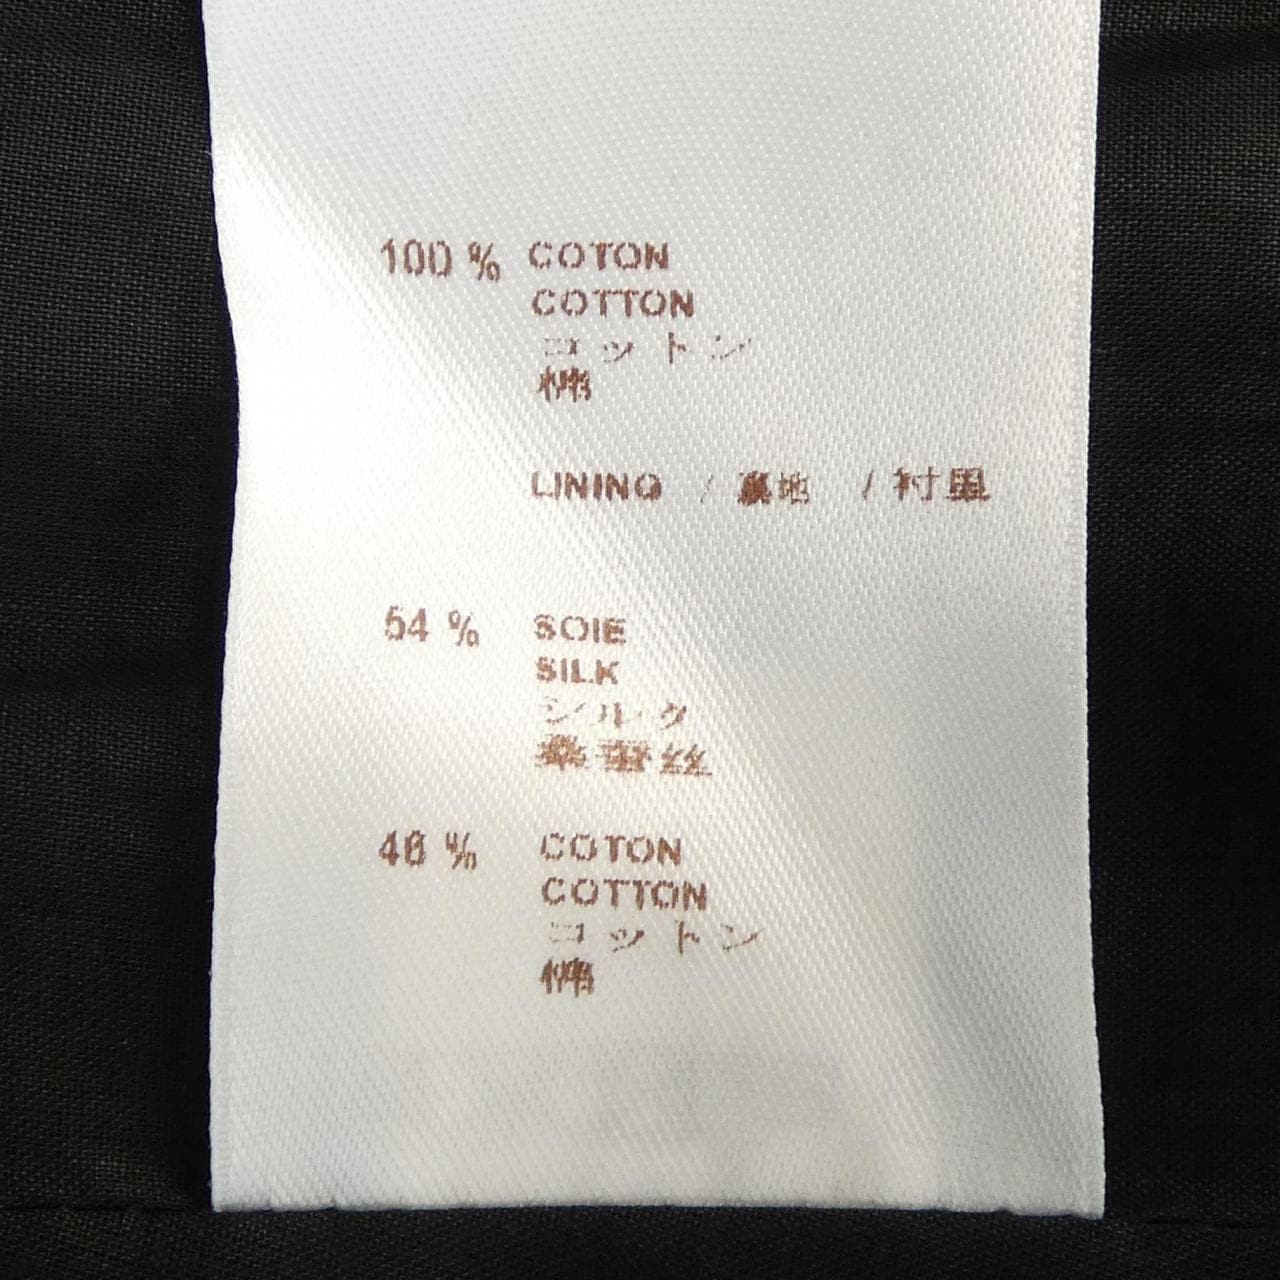 100 % COTON
COTTON
コットン
棉
LINING / 裏地 / 衬里
54 % SOIE
SILK
シルク
桑蚕丝
46 % COTON
COTTON
コットン
棉